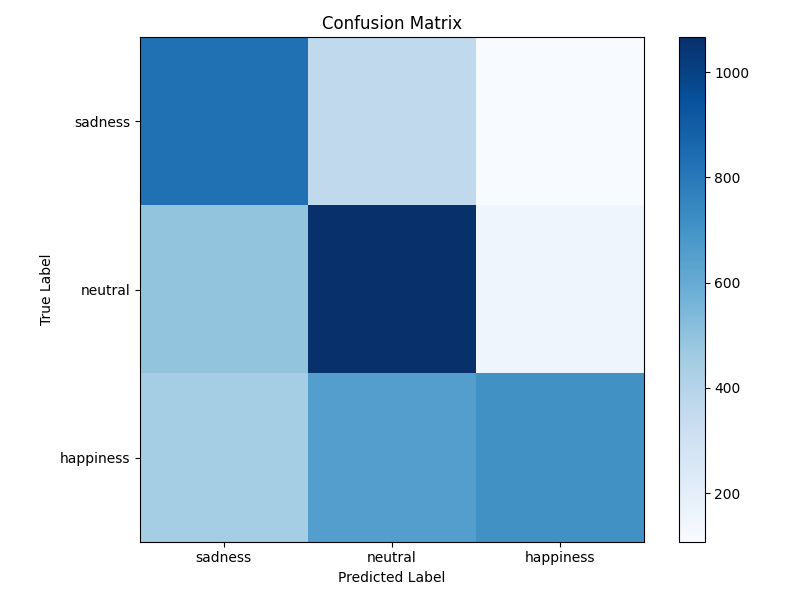 Confusion Matrix
True Label
sadness
neutral
happiness
sadness neutral happiness
Predicted Label
1000
800
600
400
200